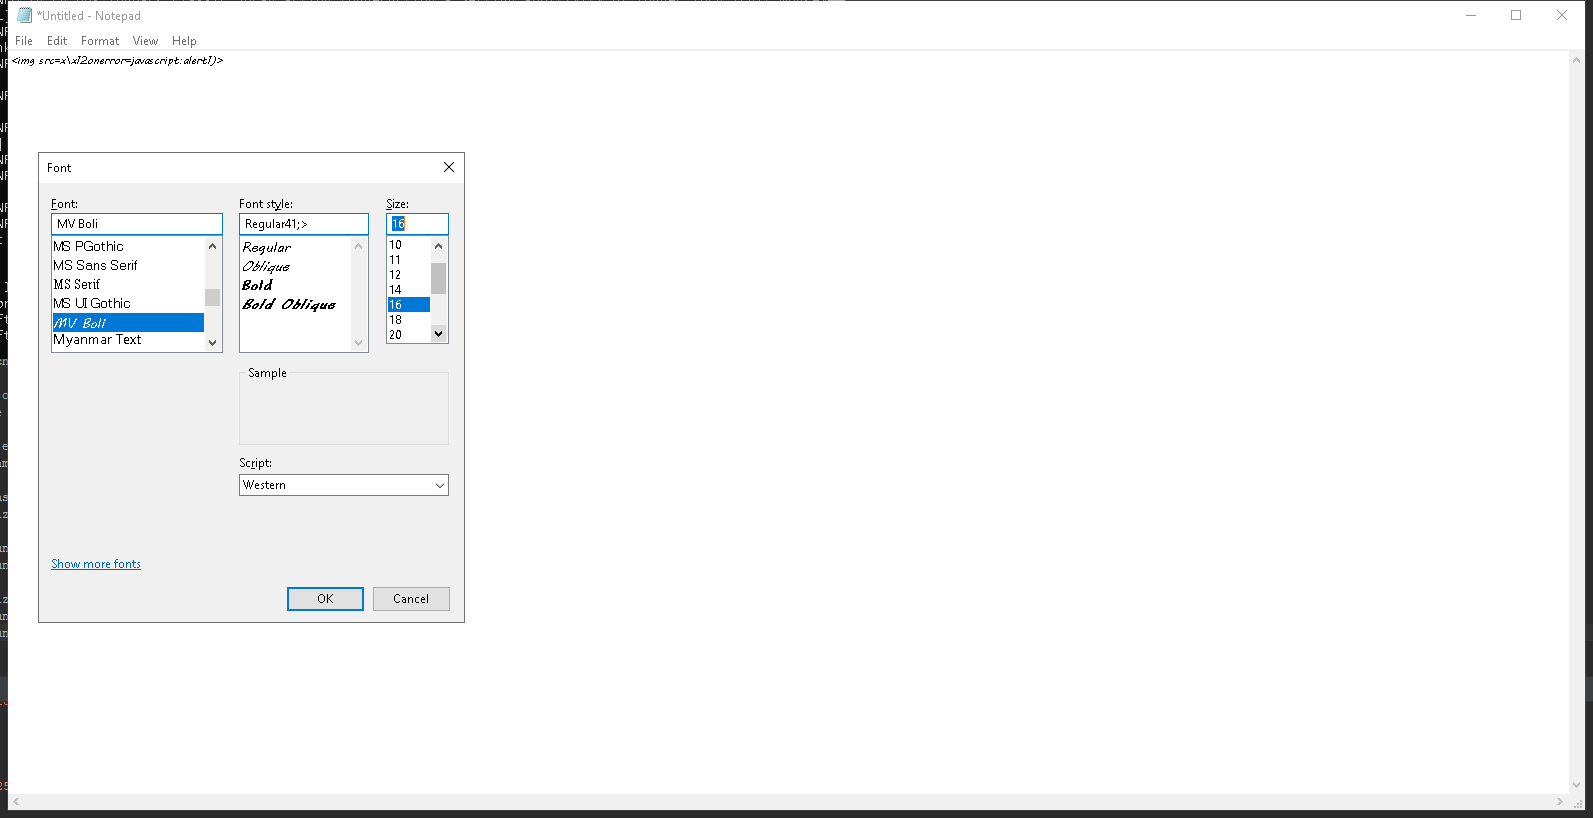 *Untitled - Notepad
File Edit Format View Help
<img src=x\x12onerror=javascript:alert1)>
Font
Font: Font style: Size:
MV Boli Regular41;> 16
MS PGothic
MS Sans Serif
MS Serif
MS UI Gothic
MV Boli
Myanmar Text
Regular
Oblique
Bold
Bold Oblique
10
11
12
14
16
18
20
Sample
Script:
Western
Show more fonts
OK Cancel